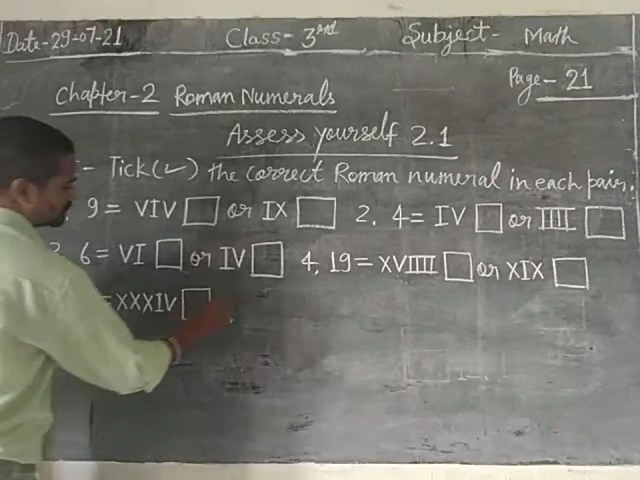 Date-29-07-21 Class- 3rd Subject- Math
Page- 21
Chapter-2 Roman Numerals
Assess yourself 2.1
- Tick(✓) the correct Roman numeral in each pair.
9= VIV □ or IX □ 2. 4= IV □ or IIII □
3. 6= VI □ or IV □ 4, 19= XVIIII □ or XIX □
= XXXIV □